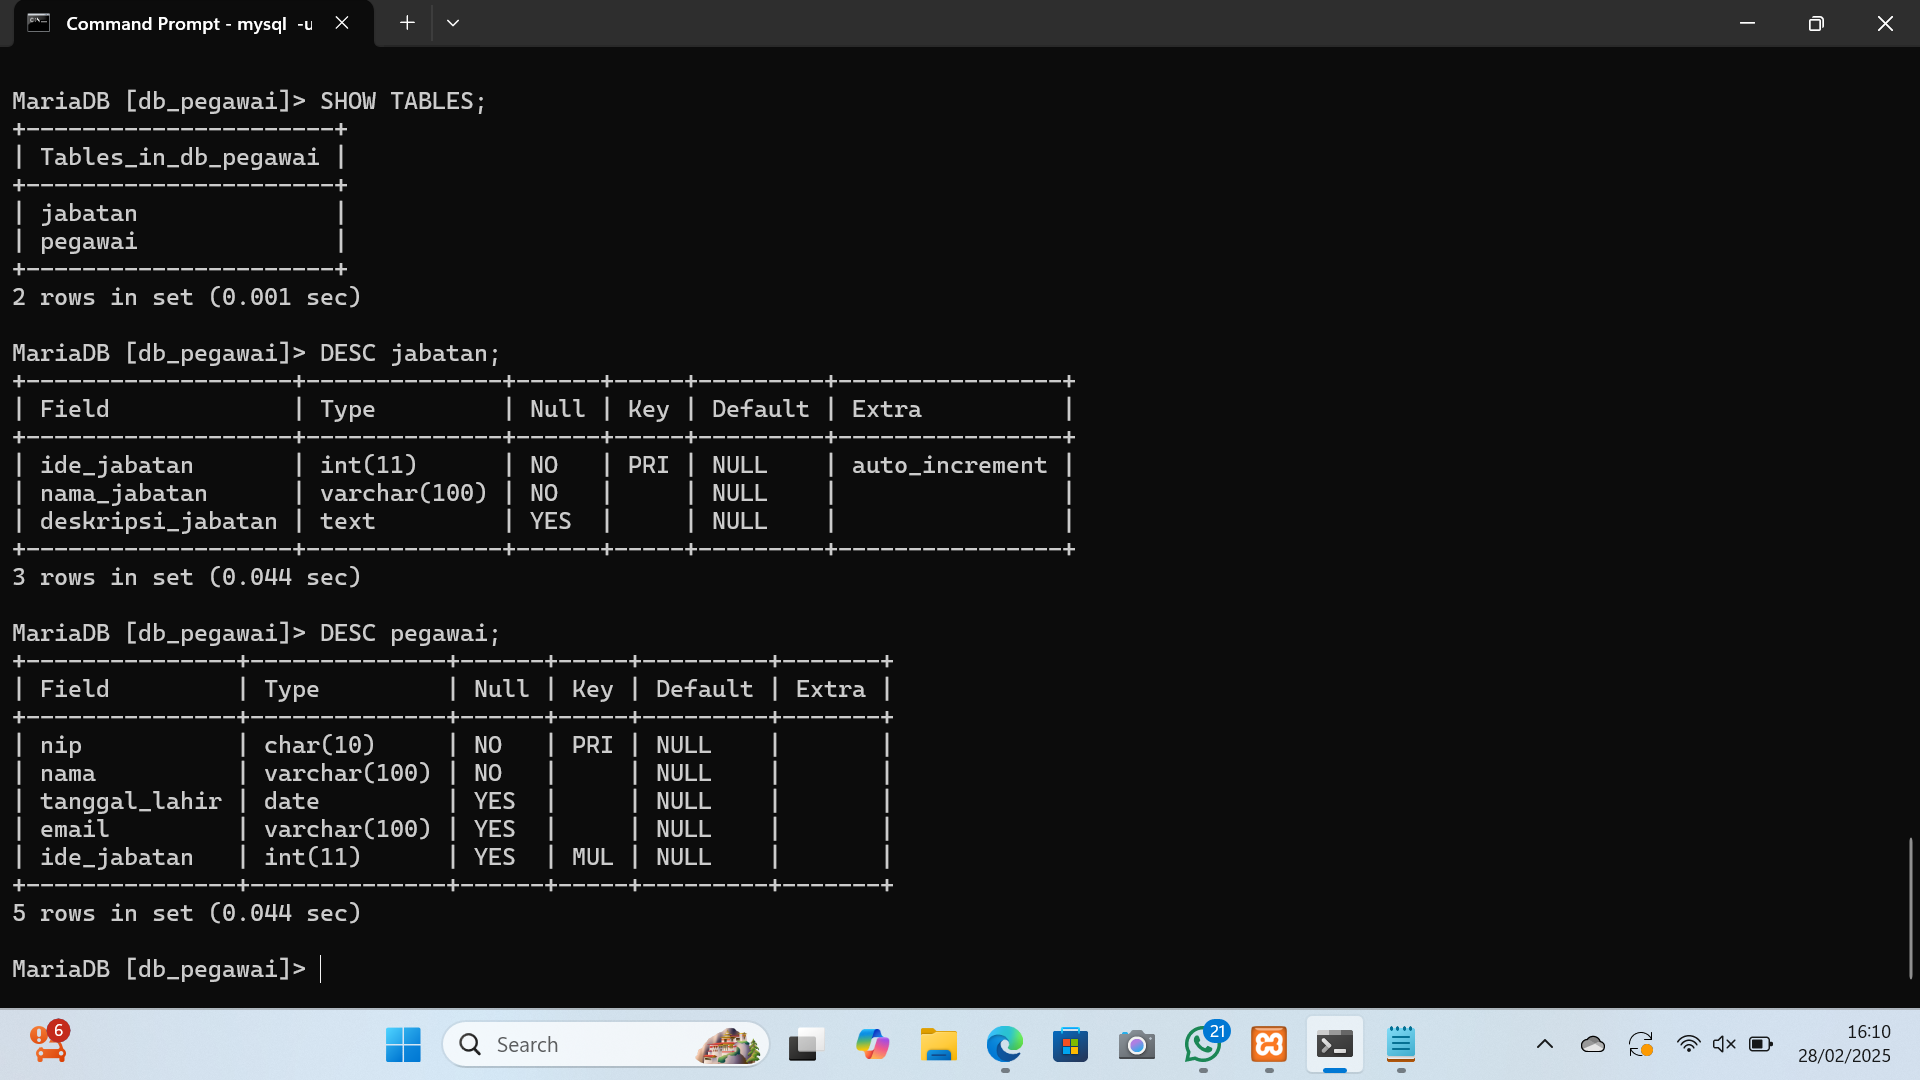 Command Prompt - mysql  -u
MariaDB [db_pegawai]> SHOW TABLES;
+----------------------+
| Tables_in_db_pegawai |
+----------------------+
| jabatan              |
| pegawai              |
+----------------------+
2 rows in set (0.001 sec)
MariaDB [db_pegawai]> DESC jabatan;
+-------------------+--------------+------+-----+---------+----------------+
| Field             | Type         | Null | Key | Default | Extra          |
+-------------------+--------------+------+-----+---------+----------------+
| ide_jabatan       | int(11)      | NO   | PRI | NULL    | auto_increment |
| nama_jabatan      | varchar(100) | NO   |     | NULL    |                |
| deskripsi_jabatan | text         | YES  |     | NULL    |                |
+-------------------+--------------+------+-----+---------+----------------+
3 rows in set (0.044 sec)
MariaDB [db_pegawai]> DESC pegawai;
+---------------+--------------+------+-----+---------+-------+
| Field         | Type         | Null | Key | Default | Extra |
+---------------+--------------+------+-----+---------+-------+
| nip           | char(10)     | NO   | PRI | NULL    |       |
| nama          | varchar(100) | NO   |     | NULL    |       |
| tanggal_lahir | date         | YES  |     | NULL    |       |
| email         | varchar(100) | YES  |     | NULL    |       |
| ide_jabatan   | int(11)      | YES  | MUL | NULL    |       |
+---------------+--------------+------+-----+---------+-------+
5 rows in set (0.044 sec)
MariaDB [db_pegawai]>
6
Search
21
16:10
28/02/2025